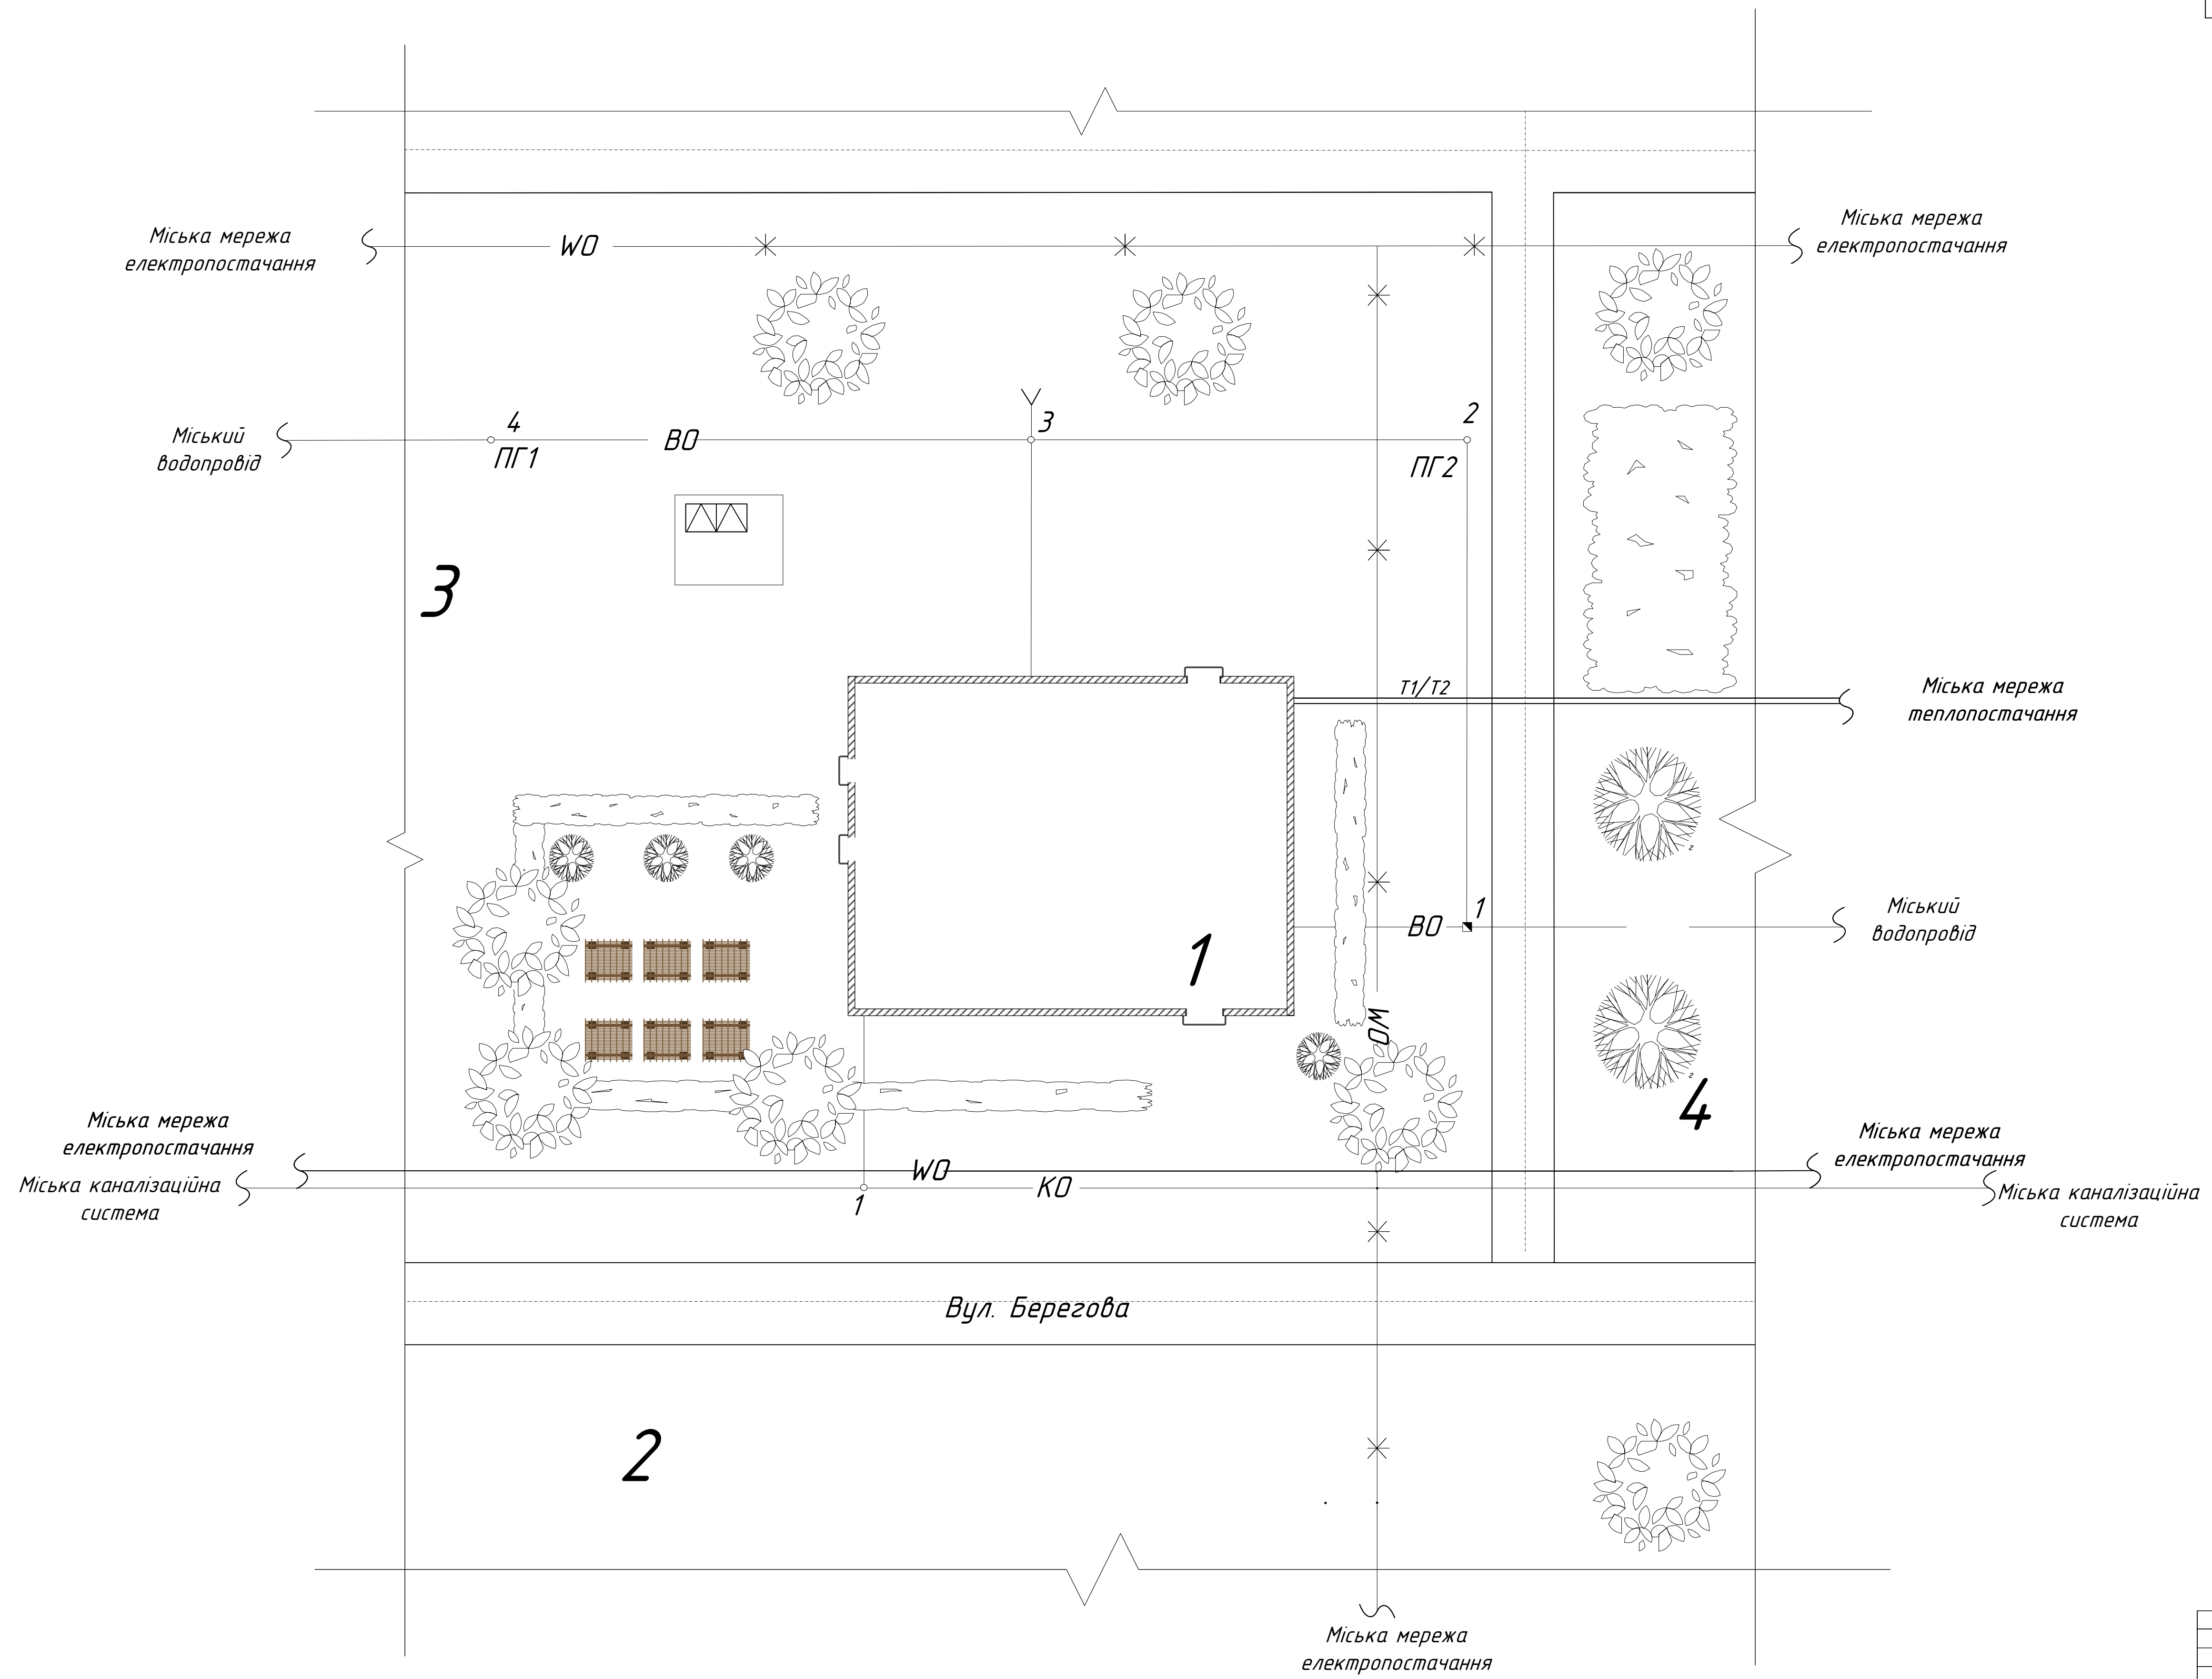 Міська мережа
електропостачання
WO
Міська мережа
електропостачання
Міський
водопровід
4
ПГ1
ВО
3
2
ПГ2
3
Т1/Т2
Міська мережа
теплопостачання
1
ВО
1
Міський
водопровід
WO
4
2
2
Міська мережа
електропостачання
Міська каналізаційна
система
WO
КО
1
Міська мережа
електропостачання
Міська каналізаційна
система
Вул. Берегова
2
Міська мережа
електропостачання